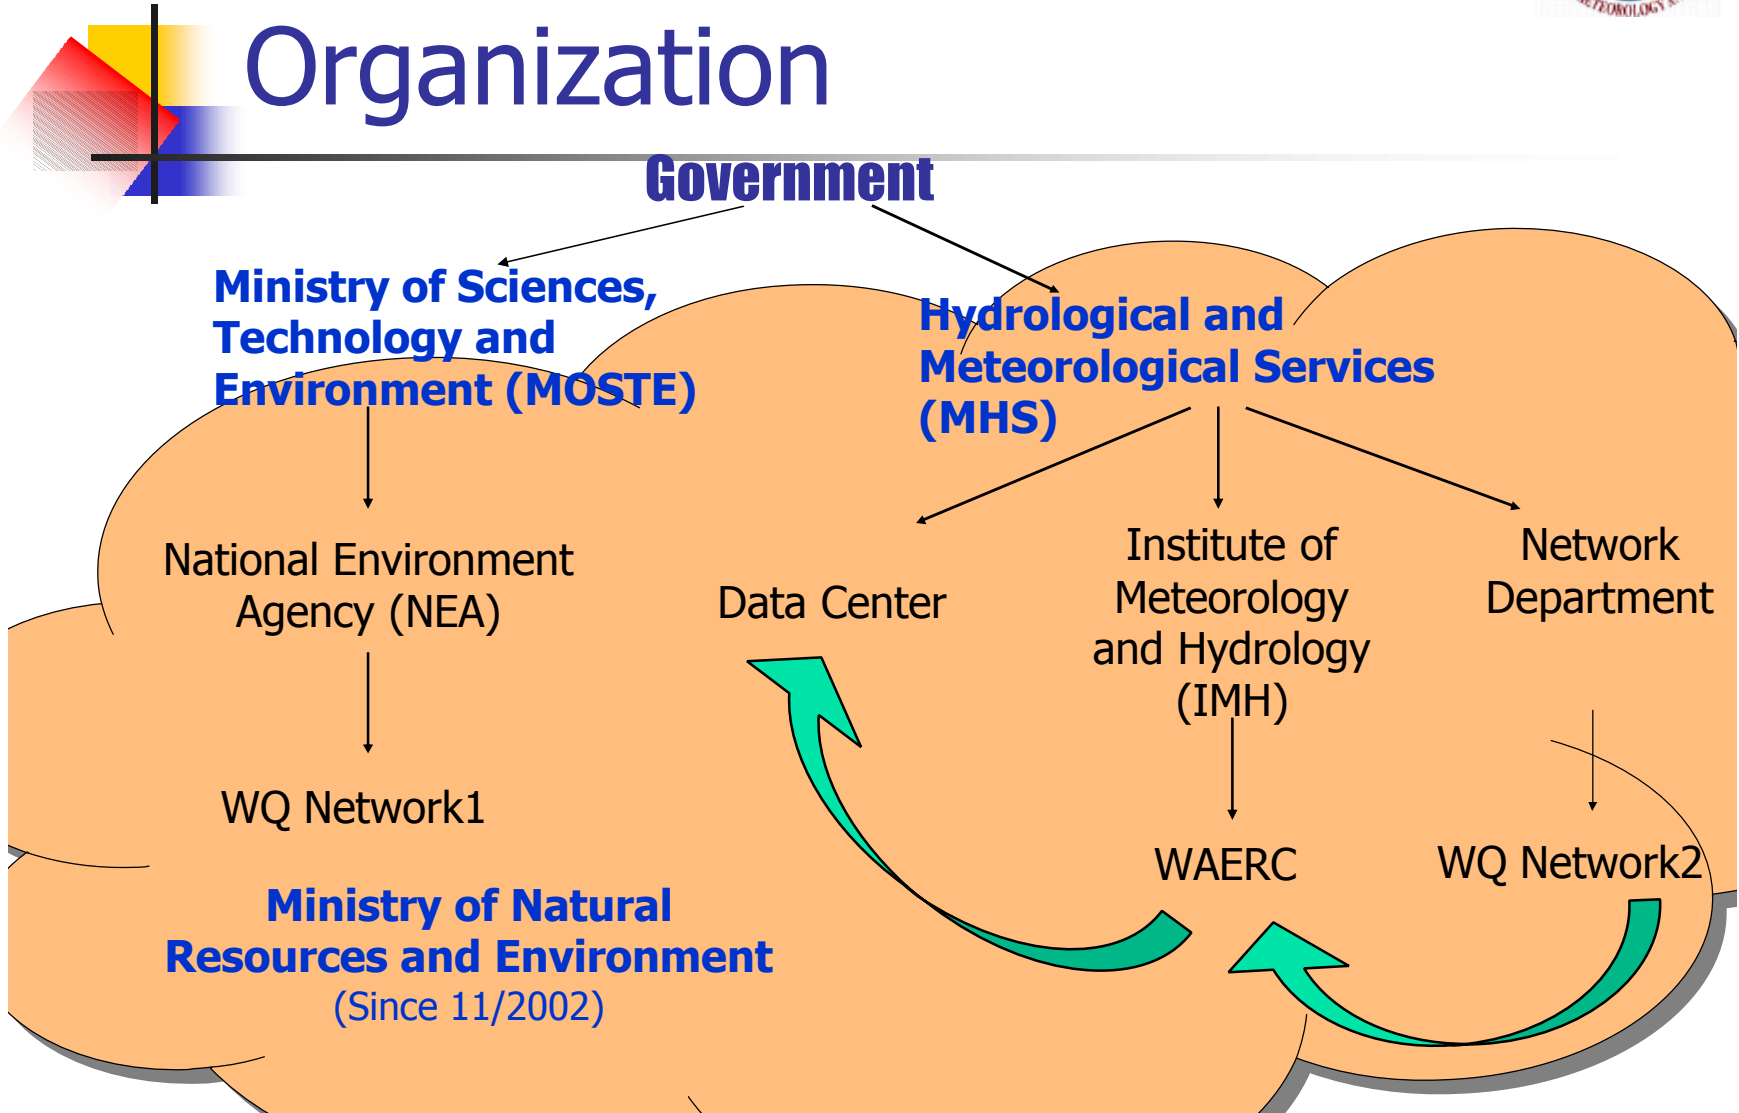 Organization
Government
Ministry of Sciences,
Technology and
Environment (MOSTE)
Hydrological and
Meteorological Services
(MHS)
National Environment
Agency (NEA)
Data Center
Institute of
Meteorology
and Hydrology
(IMH)
Network
Department
WQ Network1
WAERC
WQ Network2
Ministry of Natural
Resources and Environment
(Since 11/2002)